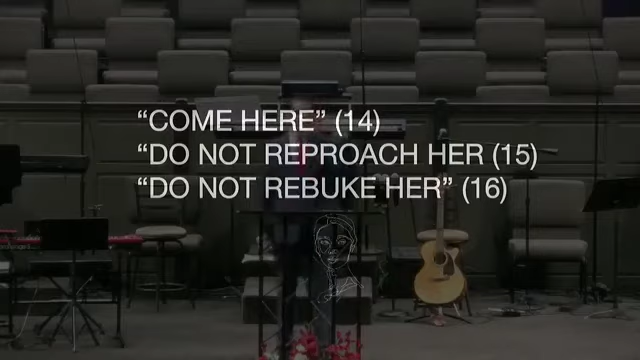 “COME HERE” (14)
“DO NOT REPROACH HER (15)
“DO NOT REBUKE HER” (16)